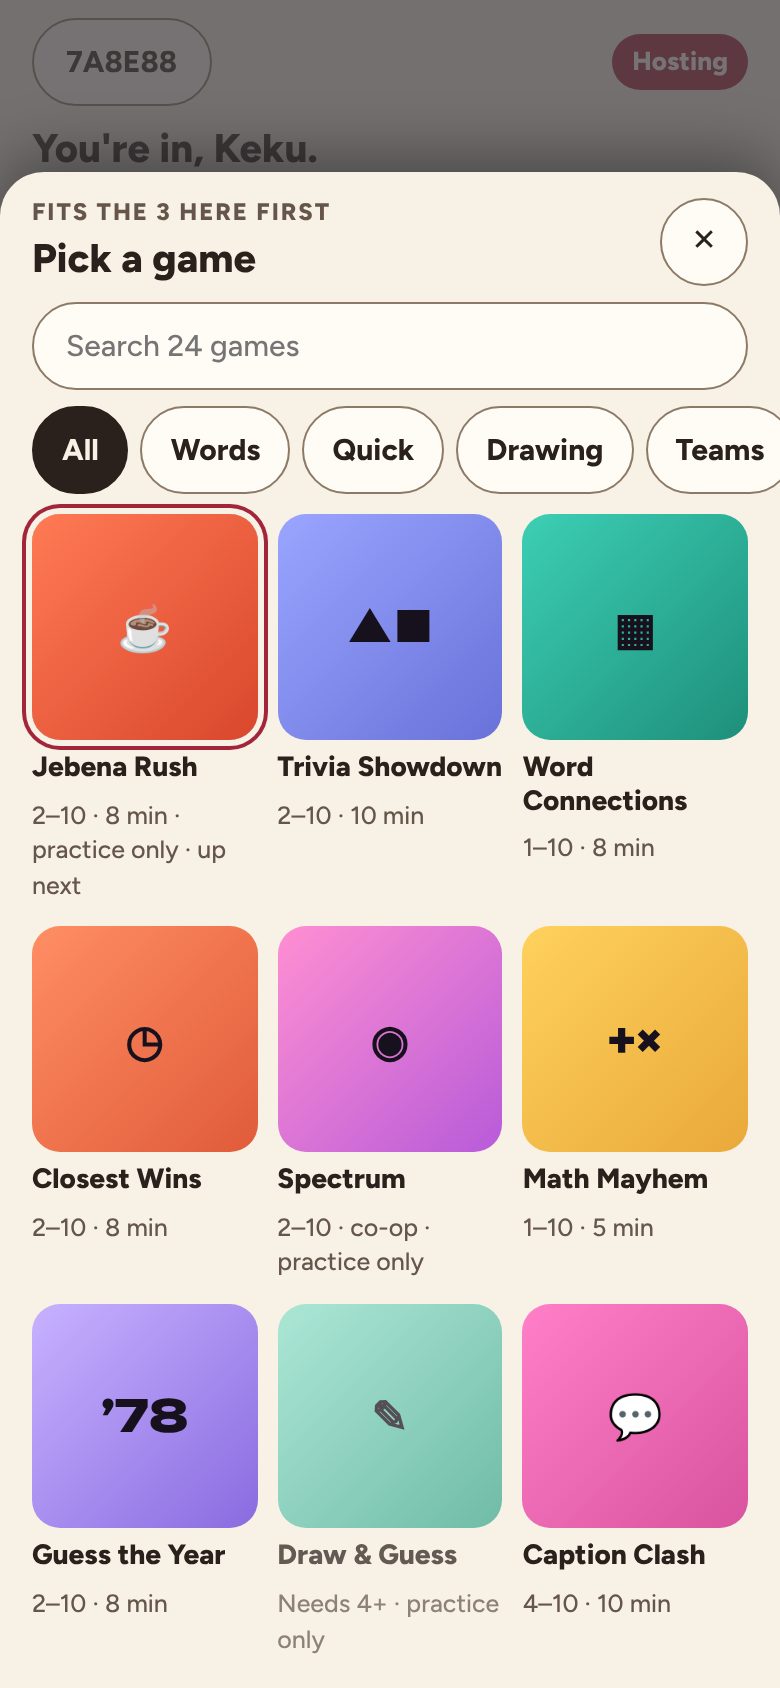 7A8E88
Hosting
You're in, Keku.
FITS THE 3 HERE FIRST
Pick a game
×
Search 24 games
All Words Quick Drawing Teams
Jebena Rush
2–10 · 8 min ·
practice only · up
next
Trivia Showdown
2–10 · 10 min
Word
Connections
1–10 · 8 min
Closest Wins
2–10 · 8 min
Spectrum
2–10 · co-op ·
practice only
+×
Math Mayhem
1–10 · 5 min
’78
Guess the Year
2–10 · 8 min
Draw & Guess
Needs 4+ · practice
only
Caption Clash
4–10 · 10 min